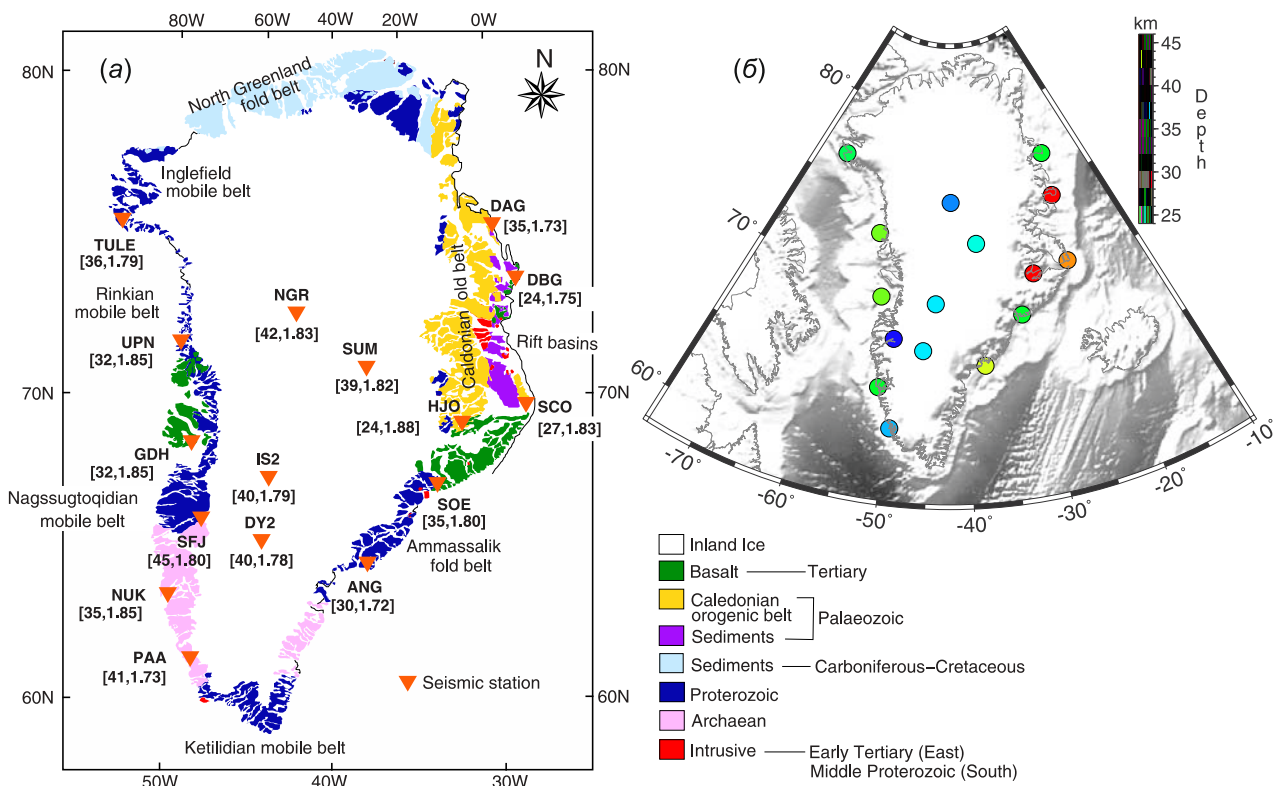 80W 60W 40W 20W 0W
(a)
N
80N
North Greenland
fold belt
Inglefield
mobile belt
TULE
[36,1.79]
Rinkian
mobile belt
UPN
[32,1.85]
NGR
[42,1.83]
SUM
[39,1.82]
DAG
[35,1.73]
DBG
[24,1.75]
Caledonian old belt
Rift basins
70N
70N
HJO
[24,1.88]
SCO
[27,1.83]
GDH
[32,1.85]
IS2
[40,1.79]
Nagssugtoqidian
mobile belt
SFJ
[45,1.80]
DY2
[40,1.78]
SOE
[35,1.80]
Ammassalik
fold belt
ANG
[30,1.72]
NUK
[35,1.85]
PAA
[41,1.73]
Seismic station
60N
60N
Ketilidian mobile belt
50W 40W 30W
(б)
80°
70°
60°
-70°
-60°
-50°
-40°
-30°
-20°
-10°
km
45
40
35
30
25
Depth
Inland Ice
Basalt Tertiary
Caledonian
orogenic belt
Palaeozoic
Sediments
Sediments Carboniferous–Cretaceous
Proterozoic
Archaean
Intrusive Early Tertiary (East)
Middle Proterozoic (South)